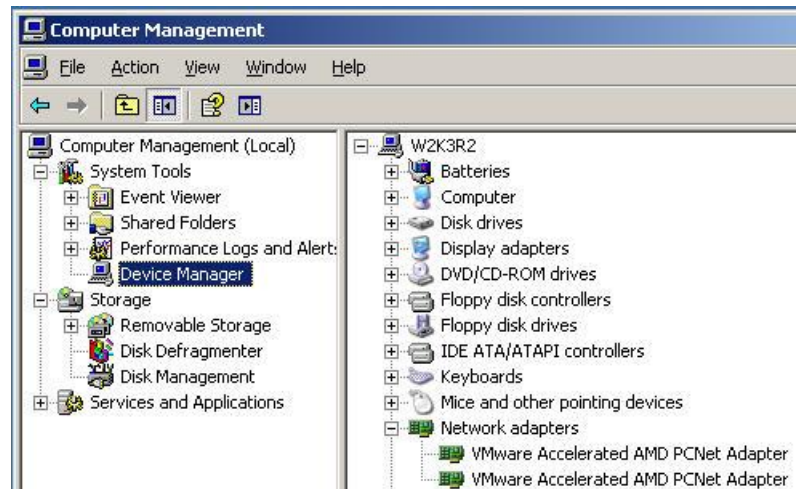 Computer Management
File Action View Window Help
Computer Management (Local)
System Tools
Event Viewer
Shared Folders
Performance Logs and Alert:
Device Manager
Storage
Removable Storage
Disk Defragmenter
Disk Management
Services and Applications
W2K3R2
Batteries
Computer
Disk drives
Display adapters
DVD/CD-ROM drives
Floppy disk controllers
Floppy disk drives
IDE ATA/ATAPI controllers
Keyboards
Mice and other pointing devices
Network adapters
VMware Accelerated AMD PCNet Adapter
VMware Accelerated AMD PCNet Adapter